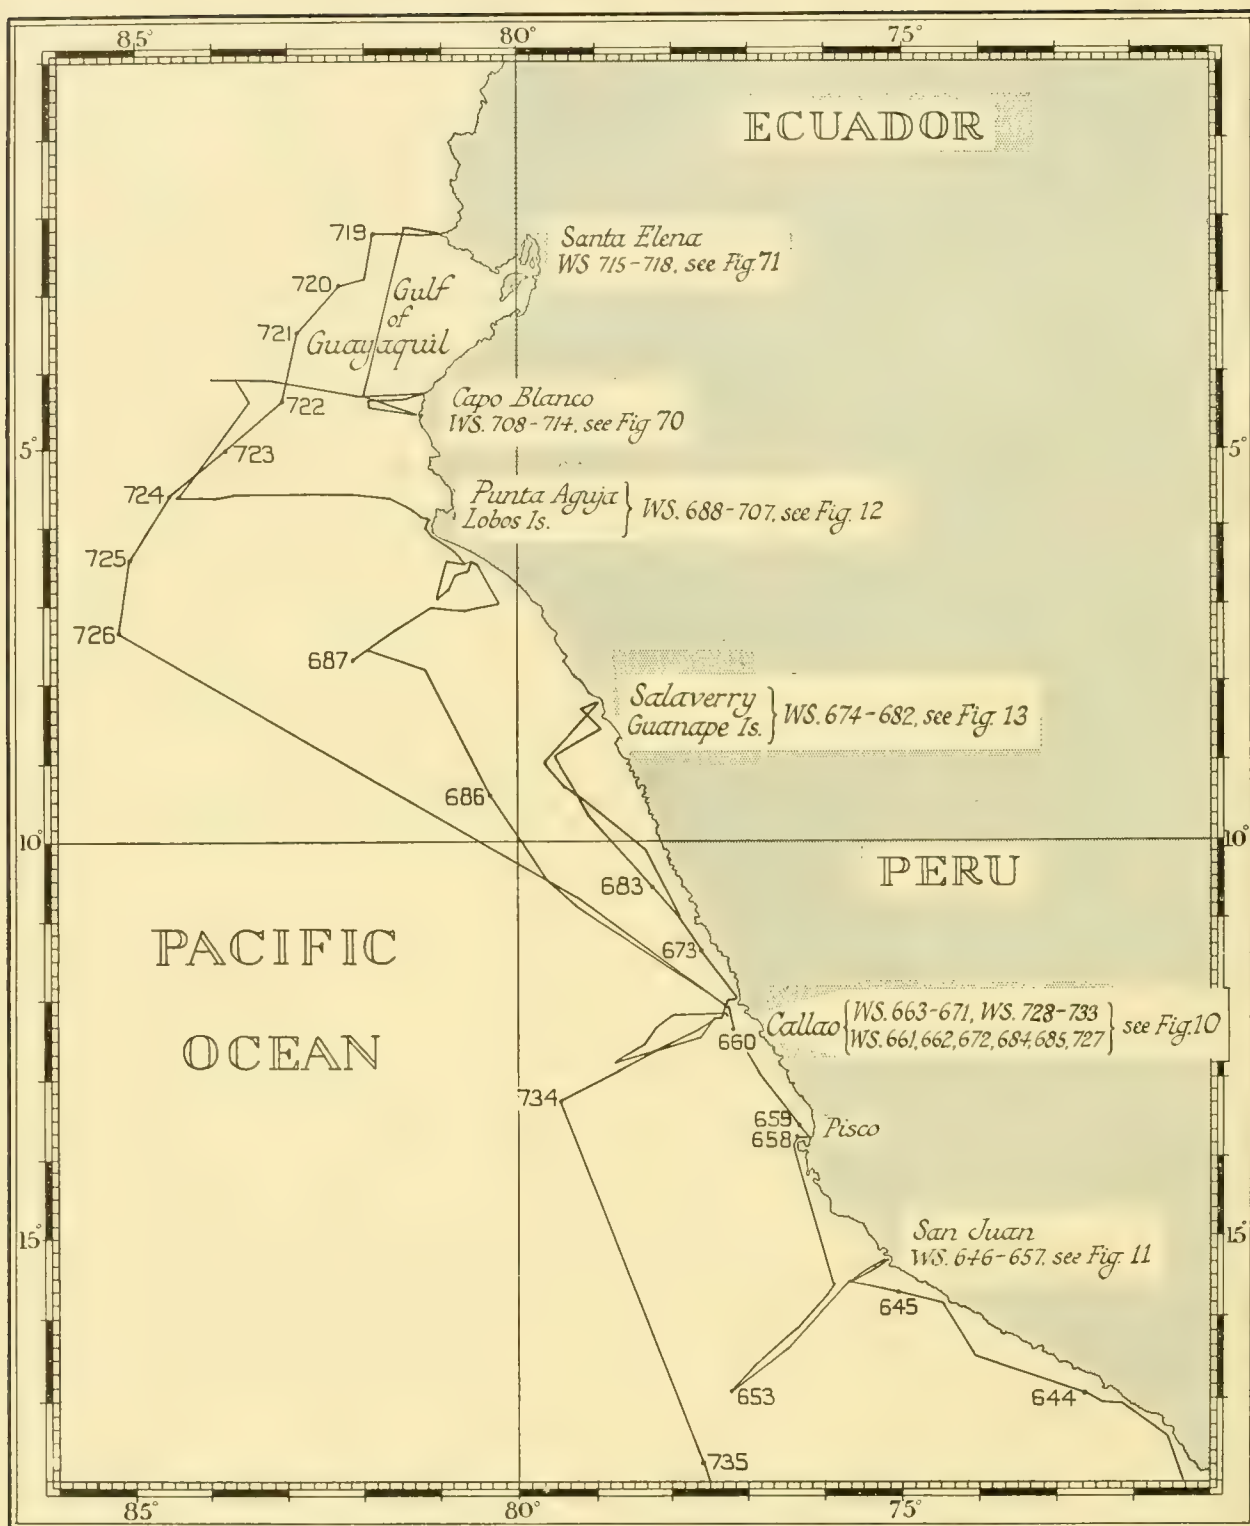 85° 80° 75°
ECUADOR
719
Santa Elena
WS 715-718, see Fig. 71
720
Gulf
of
Guayaquil
721
722
Capo Blanco
WS. 708-714, see Fig 70
5° 5°
723
724
Punta Aguja
Lobos Is. } WS. 688-707, see Fig. 12
725
726
687
Salaverry
Guanape Is. } WS. 674-682, see Fig. 13
686
10° 10°
683
PERU
PACIFIC
OCEAN
673
Callao { WS. 663-671, WS. 728-733
WS. 661,662,672,684,685,727 } see Fig.10
660
734
659
658
Pisco
15° 15°
San Juan
WS. 646-657, see Fig. 11
645
653
644
735
85° 80° 75°